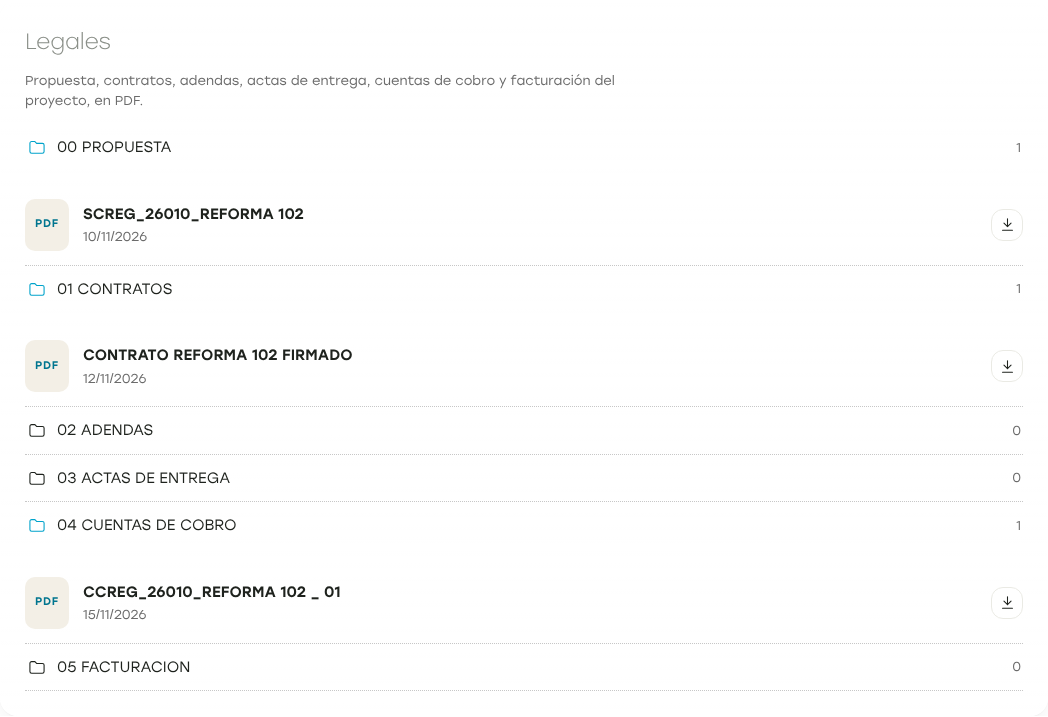 Legales
Propuesta, contratos, adendas, actas de entrega, cuentas de cobro y facturación del
proyecto, en PDF.
00 PROPUESTA 1
PDF SCREG_26010_REFORMA 102
10/11/2026
01 CONTRATOS 1
PDF CONTRATO REFORMA 102 FIRMADO
12/11/2026
02 ADENDAS 0
03 ACTAS DE ENTREGA 0
04 CUENTAS DE COBRO 1
PDF CCREG_26010_REFORMA 102 _ 01
15/11/2026
05 FACTURACION 0